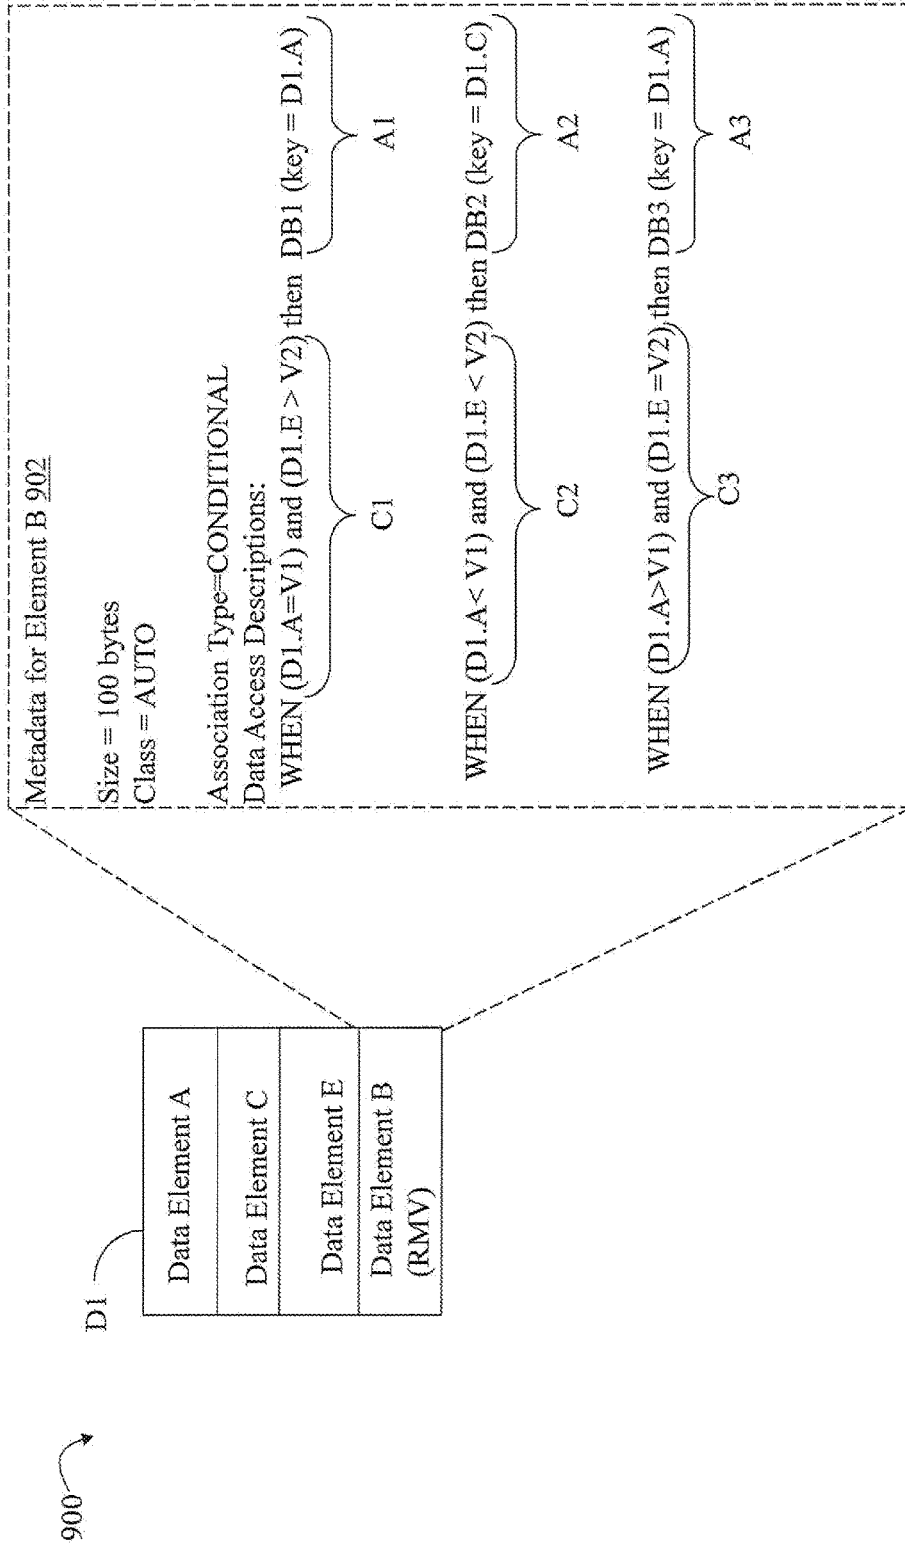 900
D1
Data Element A
Data Element C
Data Element E
Data Element B
(RMV)
Metadata for Element B 902
Size = 100 bytes
Class = AUTO
Association Type=CONDITIONAL
Data Access Descriptions:
WHEN (D1.A=V1) and (D1.E > V2) then DB1 (key = D1.A)
C1
A1
WHEN (D1.A< V1) and (D1.E < V2) then DB2 (key = D1.C)
C2
A2
WHEN (D1.A>V1) and (D1.E =V2) then DB3 (key = D1.A)
C3
A3